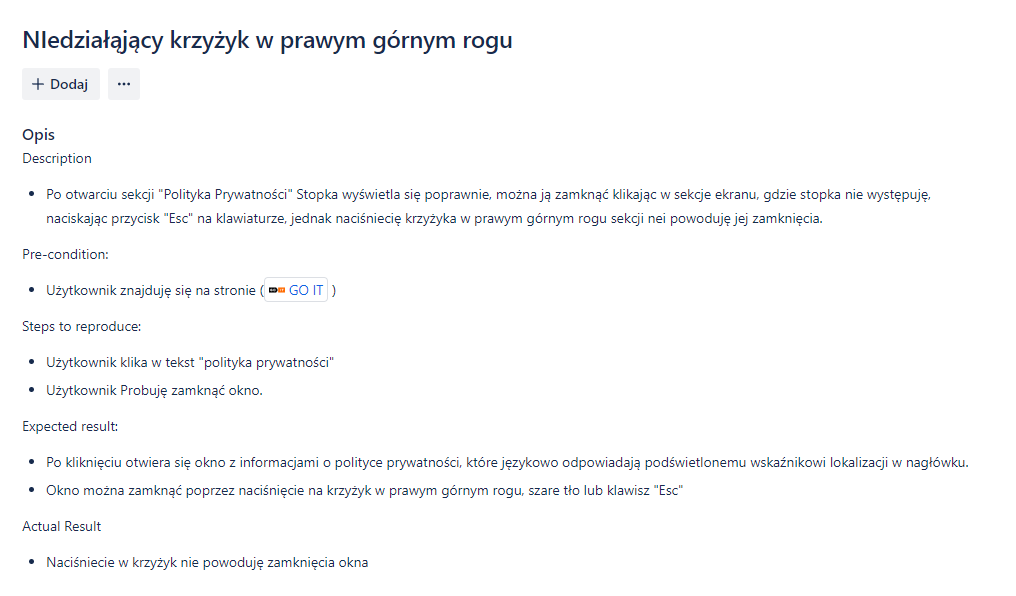 NIedziałający krzyżyk w prawym górnym rogu
+ Dodaj ...
Opis
Description
• Po otwarciu sekcji "Polityka Prywatności" Stopka wyświetla się poprawnie, można ją zamknąć klikając w sekcje ekranu, gdzie stopka nie występuję,
naciskając przycisk "Esc" na klawiaturze, jednak naciśniecię krzyżyka w prawym górnym rogu sekcji nei powoduję jej zamknięcia.
Pre-condition:
• Użytkownik znajduję się na stronie ( GO IT )
Steps to reproduce:
• Użytkownik klika w tekst "polityka prywatności"
• Użytkownik Probuję zamknąć okno.
Expected result:
• Po kliknięciu otwiera się okno z informacjami o polityce prywatności, które językowo odpowiadają podświetlonemu wskaźnikowi lokalizacji w nagłówku.
• Okno można zamknąć poprzez naciśnięcie na krzyżyk w prawym górnym rogu, szare tło lub klawisz "Esc"
Actual Result
• Naciśniecie w krzyżyk nie powoduję zamknięcia okna